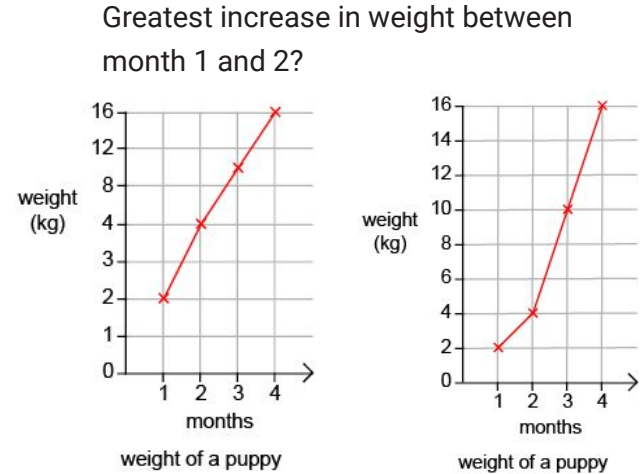 Greatest increase in weight between
month 1 and 2?
16
12
8
4
3
2
1
0
weight
(kg)
1 2 3 4
months
weight of a puppy
16
14
12
10
8
6
4
2
0
weight
(kg)
1 2 3 4
months
weight of a puppy